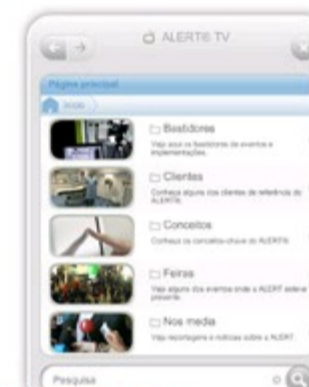 ALERT® TV
Página principal
Início
Bastidores
Veja aqui os bastidores de eventos e
implementações.
Clientes
Conheça alguns dos clientes de referência do
ALERT®.
Conceitos
Conheça os conceitos-chave do ALERT®.
Feiras
Veja alguns dos eventos onde a ALERT esteve
presente.
Nos media
Veja reportagens e notícias sobre a ALERT.
Pesquisa